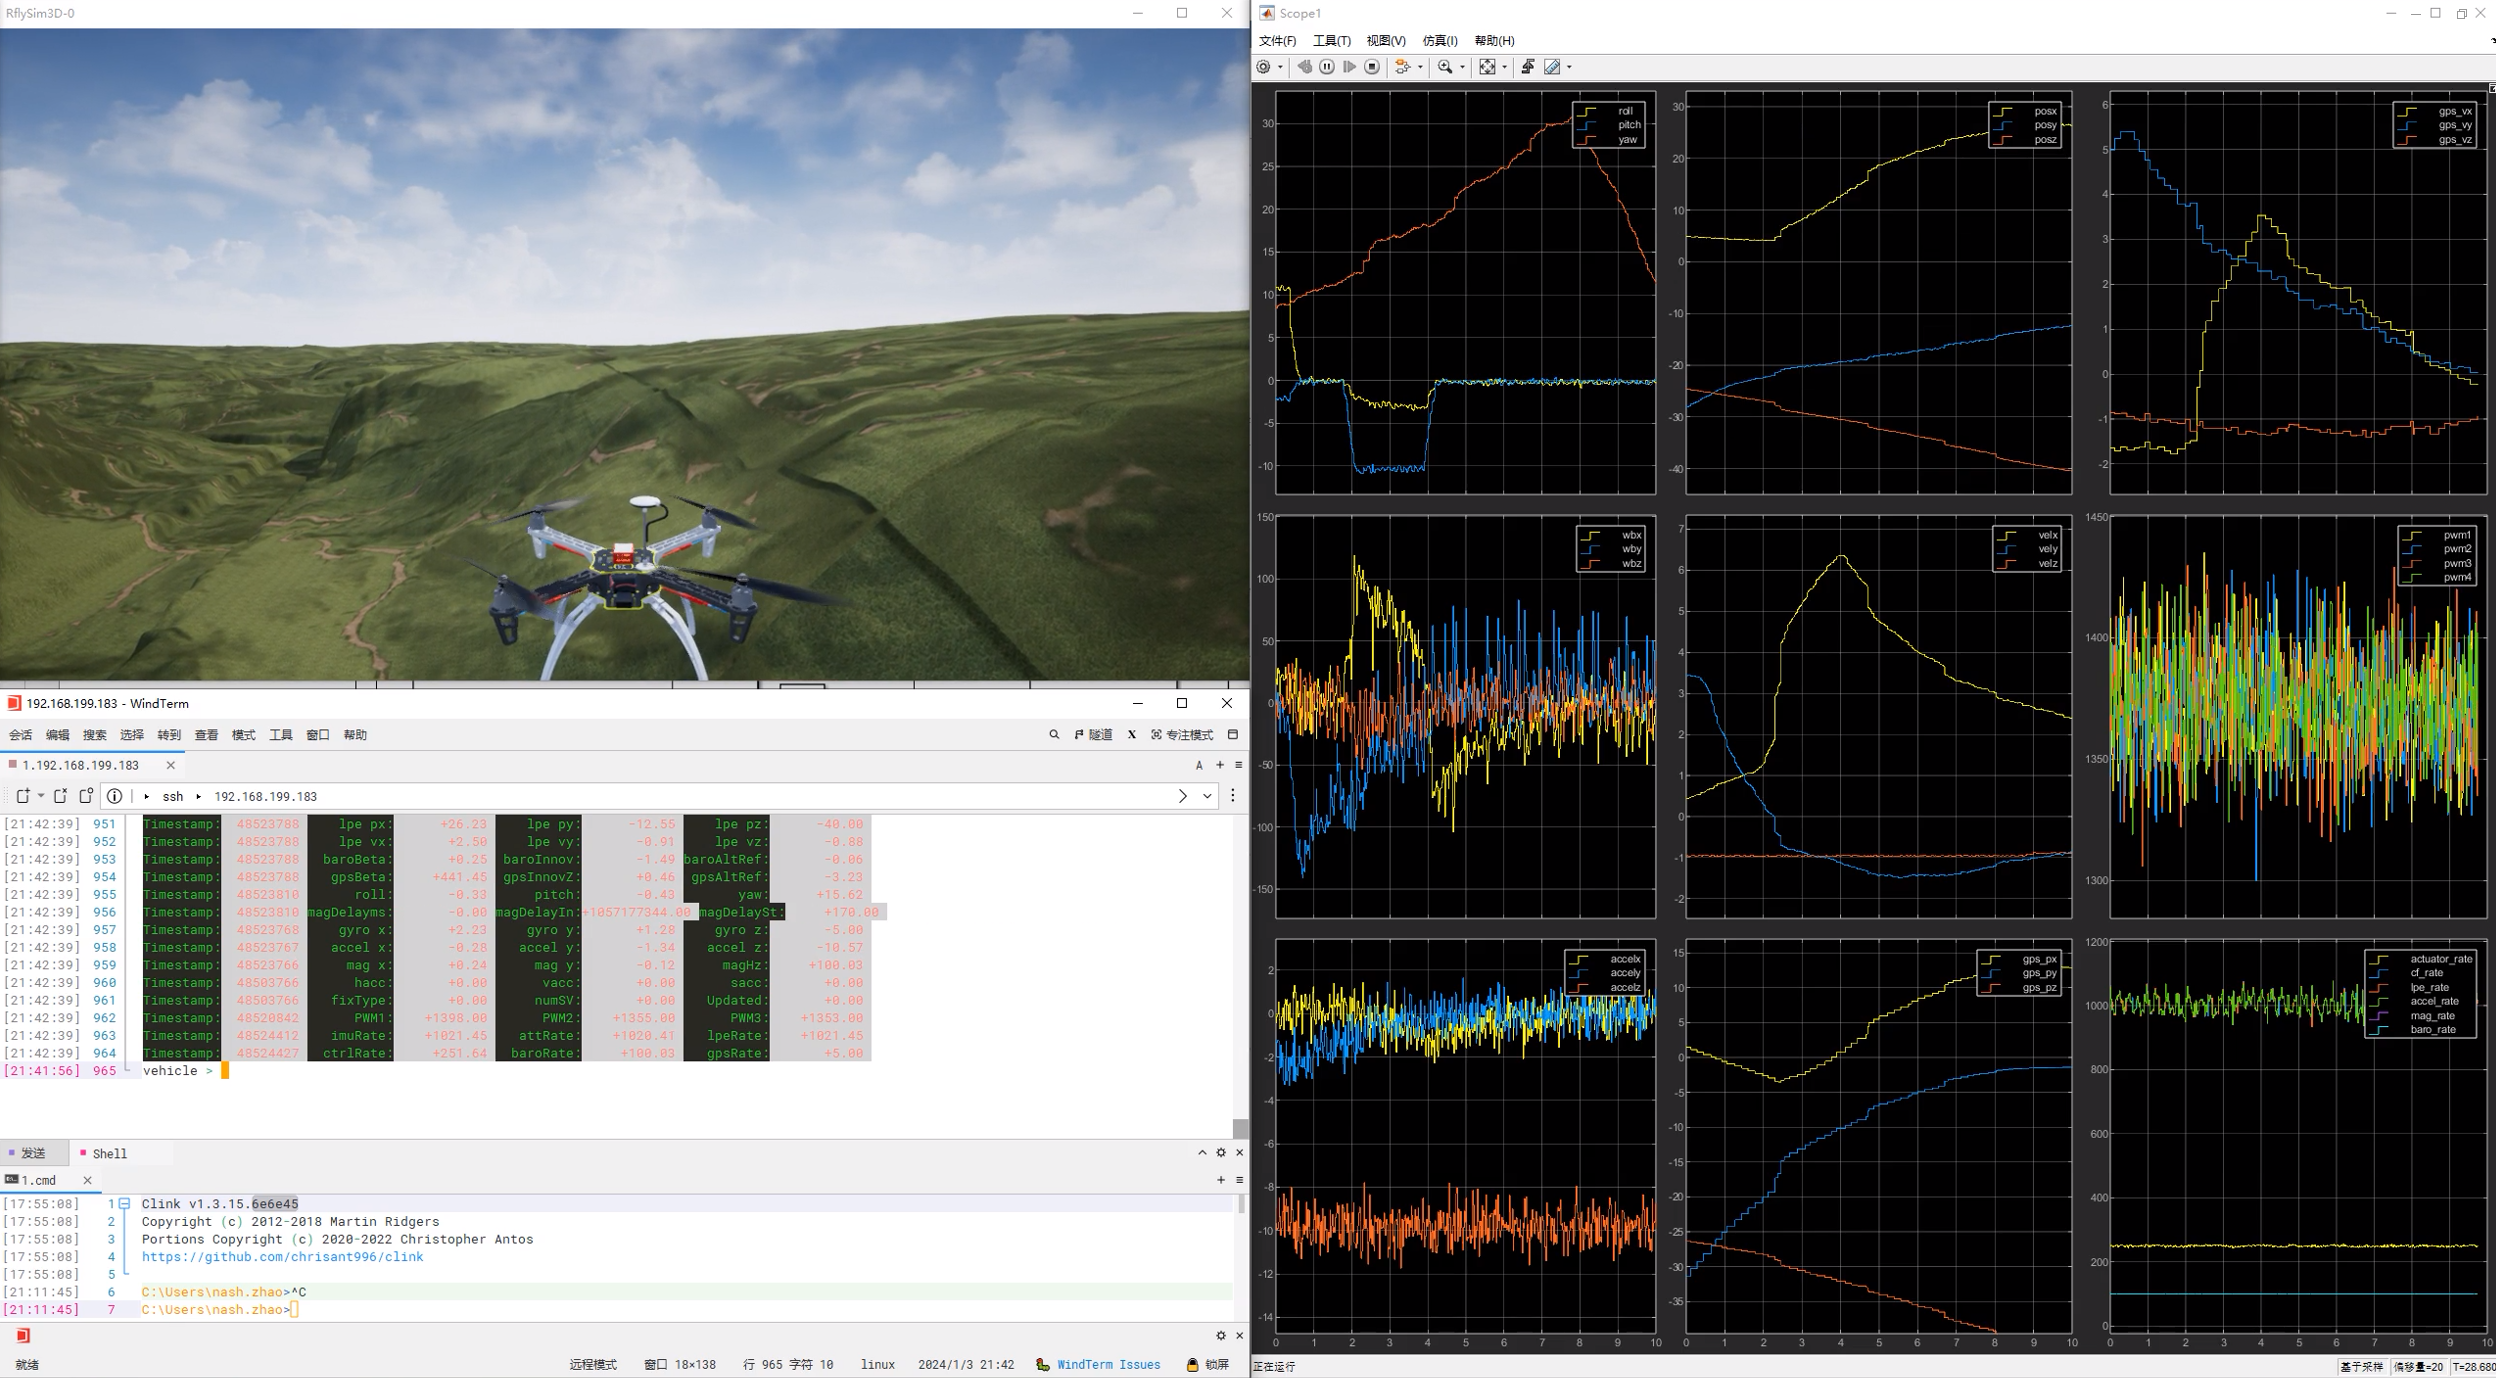 RflySim3D-0
192.168.199.183 - WindTerm
会话 编辑 搜索 选择 转到 查看 模式 工具 窗口 帮助 隧道 X 专注模式
1.192.168.199.183 A
ssh 192.168.199.183
[21:42:39] 951 Timestamp: 48523788 lpe px: +26.23 lpe py: -12.55 lpe pz: -40.00
[21:42:39] 952 Timestamp: 48523788 lpe vx: +2.50 lpe vy: -0.91 lpe vz: -0.88
[21:42:39] 953 Timestamp: 48523788 baroBeta: +0.25 baroInnov: -1.49 baroAltRef: -0.06
[21:42:39] 954 Timestamp: 48523788 gpsBeta: +441.45 gpsInnovZ: +0.46 gpsAltRef: -3.23
[21:42:39] 955 Timestamp: 48523810 roll: -0.33 pitch: -0.43 yaw: +15.62
[21:42:39] 956 Timestamp: 48523810 magDelayms: -0.00 magDelayIn:+1057177344.00 magDelaySt: +170.00
[21:42:39] 957 Timestamp: 48523768 gyro x: +2.23 gyro y: +1.28 gyro z: -5.00
[21:42:39] 958 Timestamp: 48523767 accel x: -0.28 accel y: -1.34 accel z: -10.57
[21:42:39] 959 Timestamp: 48523766 mag x: +0.24 mag y: -0.12 magHz: +100.03
[21:42:39] 960 Timestamp: 48503766 hacc: +0.00 vacc: +0.00 sacc: +0.00
[21:42:39] 961 Timestamp: 48503766 fixType: +0.00 numSV: +0.00 Updated: +0.00
[21:42:39] 962 Timestamp: 48520842 PWM1: +1398.00 PWM2: +1355.00 PWM3: +1353.00
[21:42:39] 963 Timestamp: 48524412 imuRate: +1021.45 attRate: +1020.41 lpeRate: +1021.45
[21:42:39] 964 Timestamp: 48524427 ctrlRate: +251.64 baroRate: +100.03 gpsRate: +5.00
[21:41:56] 965 vehicle >
发送 Shell
1.cmd
[17:55:08] 1 Clink v1.3.15.6e6e45
[17:55:08] 2 Copyright (c) 2012-2018 Martin Ridgers
[17:55:08] 3 Portions Copyright (c) 2020-2022 Christopher Antos
[17:55:08] 4 https://github.com/chrisant996/clink
[17:55:08] 5
[21:11:45] 6 C:\Users\nash.zhao>^C
[21:11:45] 7 C:\Users\nash.zhao>
就绪 远程模式 窗口 18×138 行 965 字符 10 linux 2024/1/3 21:42 WindTerm Issues 锁屏
Scope1
文件(F) 工具(T) 视图(V) 仿真(I) 帮助(H)
roll
pitch
yaw
30
25
20
15
10
5
0
-5
-10
posx
posy
posz
30
20
10
0
-10
-20
-30
-40
gps_vx
gps_vy
gps_vz
6
5
4
3
2
1
0
-1
-2
wbx
wby
wbz
150
100
50
0
-50
-100
-150
velx
vely
velz
7
6
5
4
3
2
1
0
-1
-2
pwm1
pwm2
pwm3
pwm4
1450
1400
1350
1300
accelx
accely
accelz
2
0
-2
-4
-6
-8
-10
-12
-14
0 1 2 3 4 5 6 7 8 9 10
gps_px
gps_py
gps_pz
15
10
5
0
-5
-10
-15
-20
-25
-30
-35
0 1 2 3 4 5 6 7 8 9 10
actuator_rate
cf_rate
lpe_rate
accel_rate
mag_rate
baro_rate
1200
1000
800
600
400
200
0
0 1 2 3 4 5 6 7 8 9 10
正在运行 基于采样 偏移量=20 T=28.680